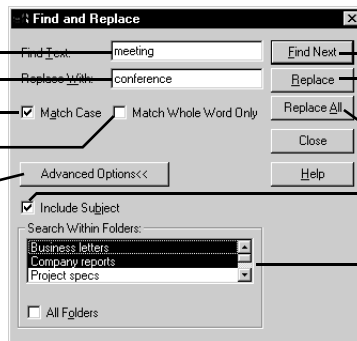 Find and Replace
Find Text: meeting Find Next
Replace With: conference Replace
Match Case Match Whole Word Only Replace All
Close
Advanced Options<< Help
Include Subject
Search Within Folders:
Business letters
Company reports
Project specs
All Folders